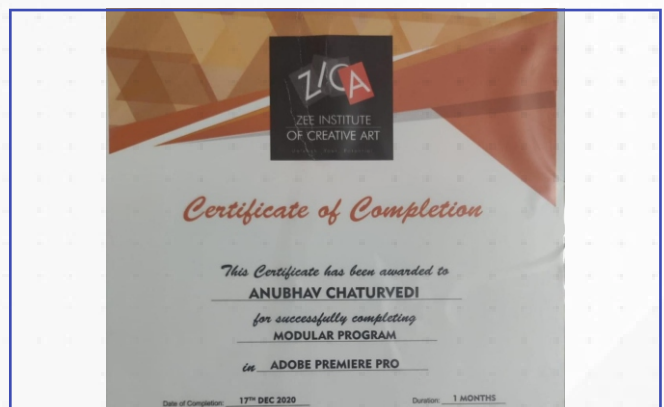 ZICA
ZEE INSTITUTE
OF CREATIVE ART
Certificate of Completion
This Certificate has been awarded to
ANUBHAV CHATURVEDI
for successfully completing
MODULAR PROGRAM
in ADOBE PREMIERE PRO
Date of Completion: 17TH DEC 2020 Duration: 1 MONTHS